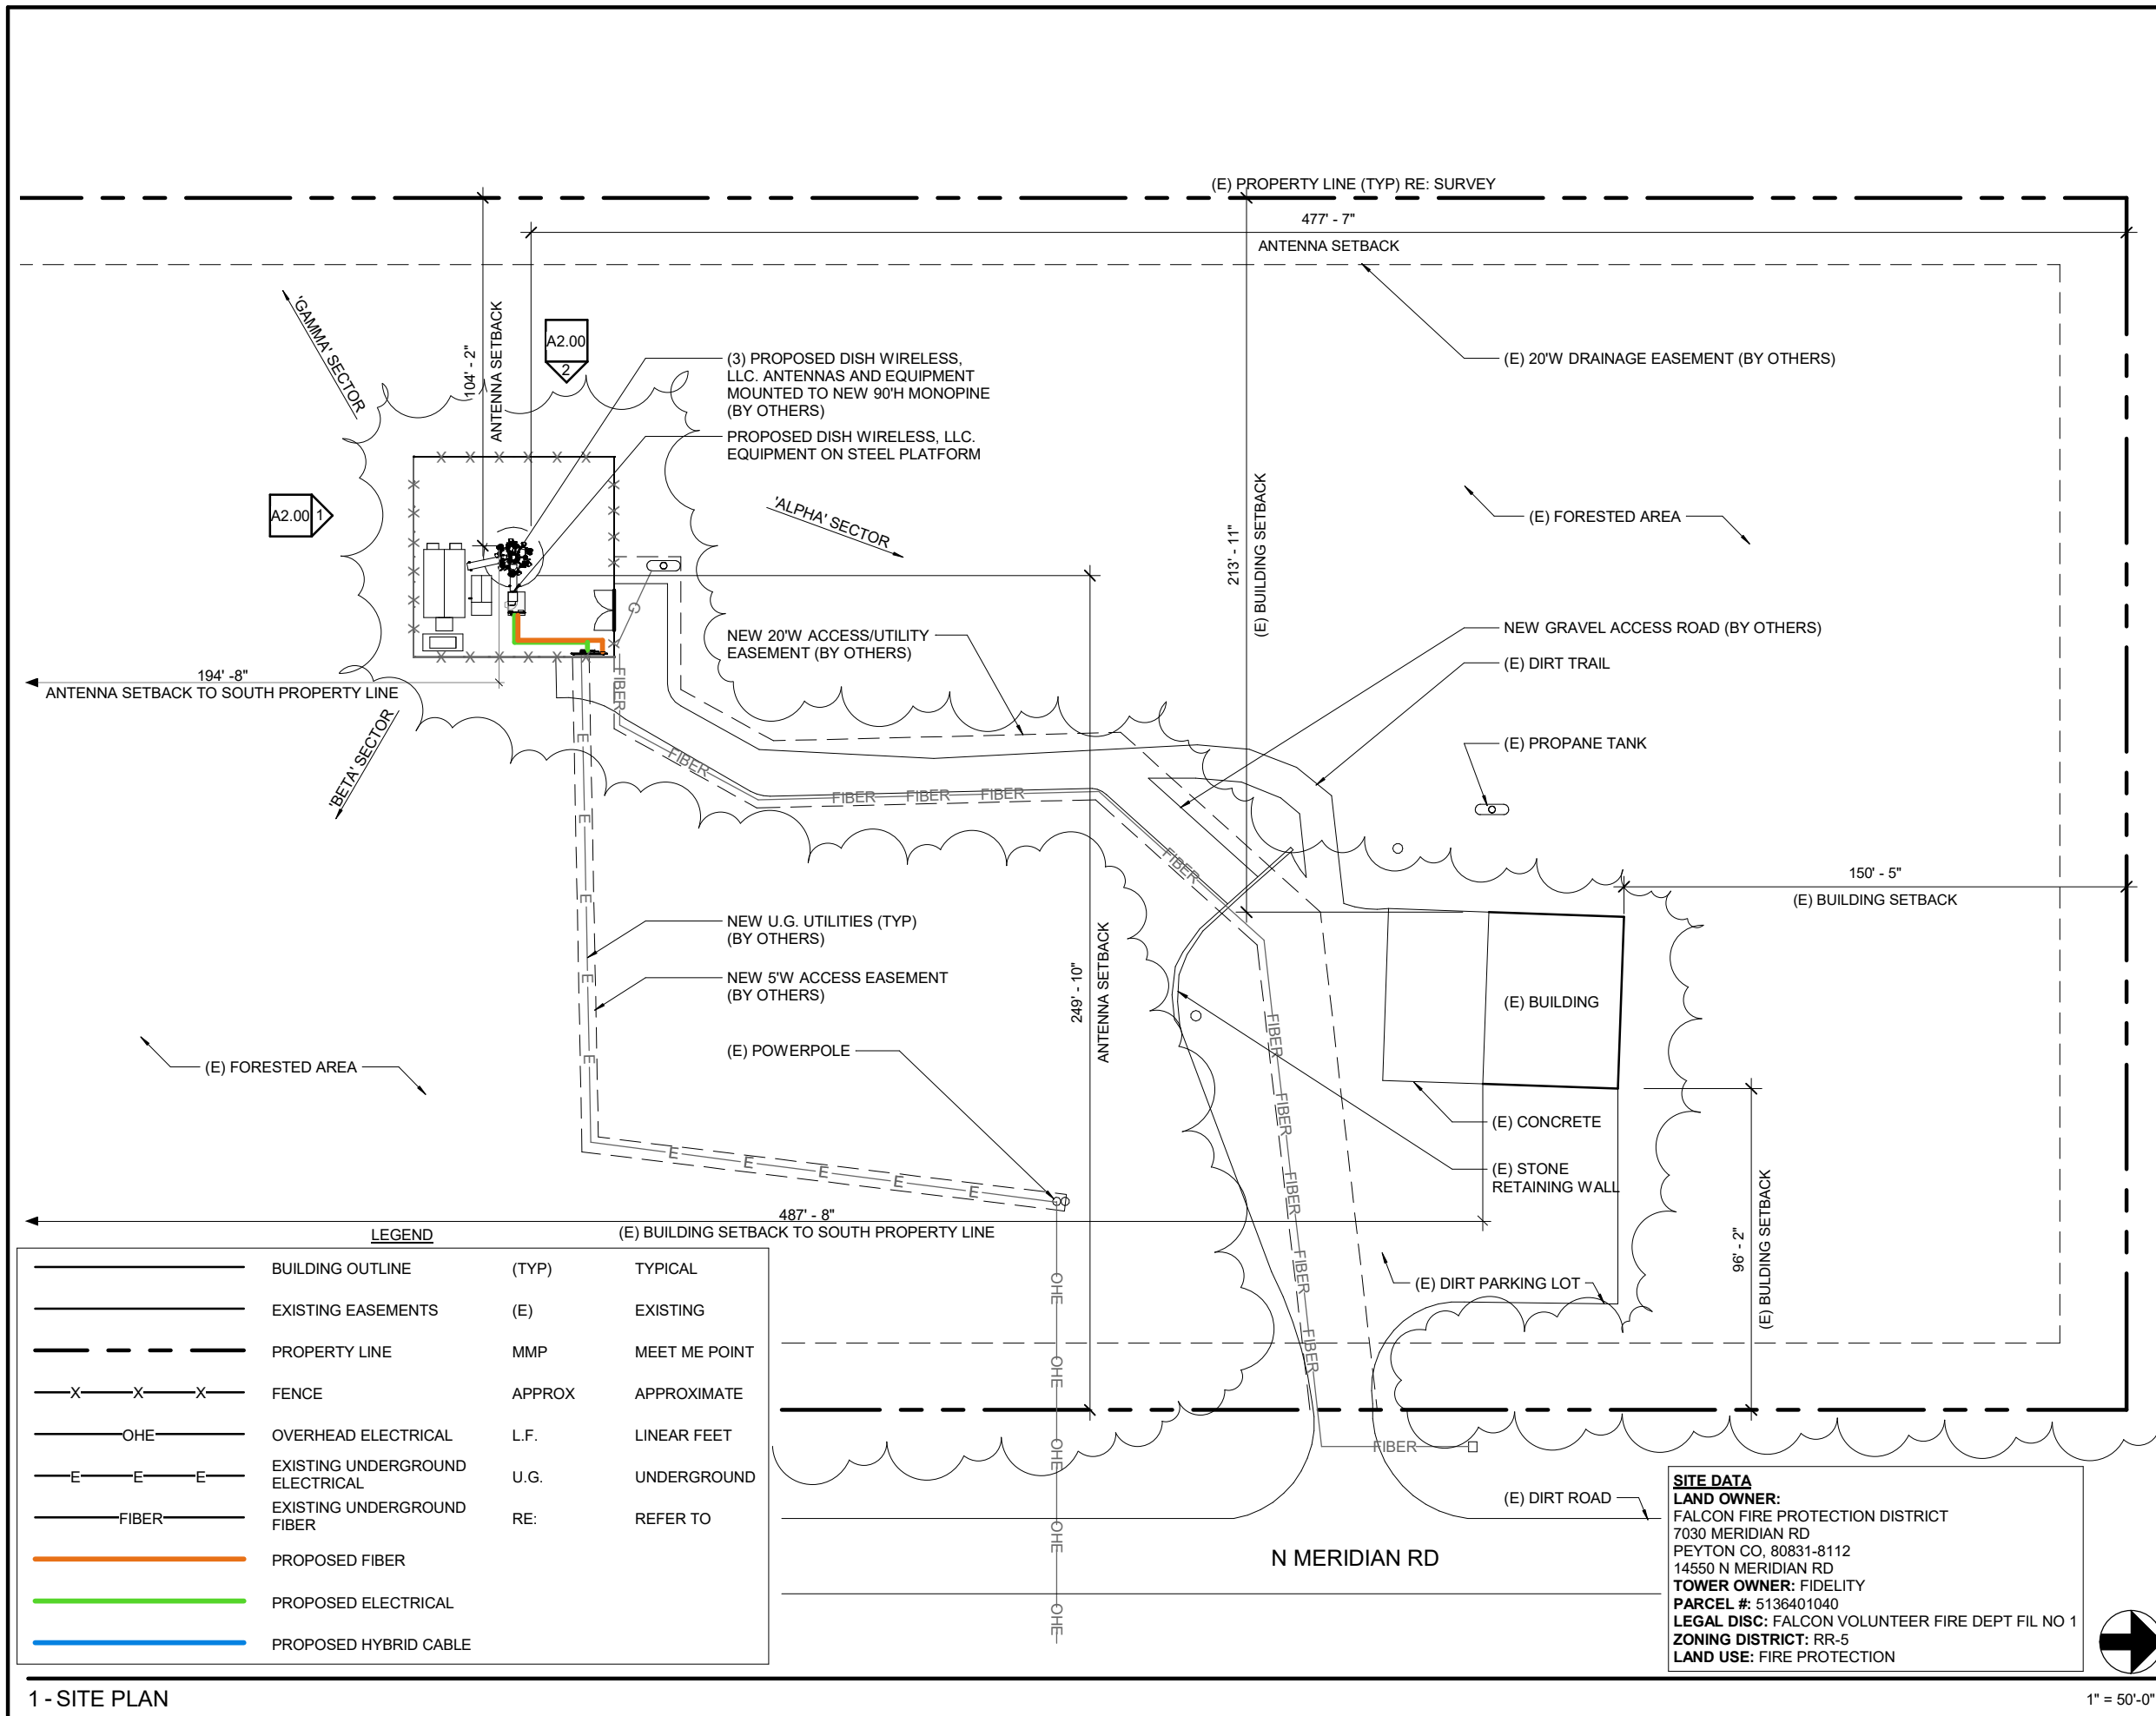 (E) PROPERTY LINE (TYP) RE: SURVEY
477' - 7"
ANTENNA SETBACK
'GAMMA' SECTOR
104' - 2"
ANTENNA SETBACK
A2.00
2
(3) PROPOSED DISH WIRELESS,
LLC. ANTENNAS AND EQUIPMENT
MOUNTED TO NEW 90'H MONOPINE
(BY OTHERS)
PROPOSED DISH WIRELESS, LLC.
EQUIPMENT ON STEEL PLATFORM
(E) 20'W DRAINAGE EASEMENT (BY OTHERS)
A2.00
1
'ALPHA' SECTOR
213' - 11"
(E) BUILDING SETBACK
(E) FORESTED AREA
G
NEW 20'W ACCESS/UTILITY
EASEMENT (BY OTHERS)
NEW GRAVEL ACCESS ROAD (BY OTHERS)
(E) DIRT TRAIL
194' -8"
ANTENNA SETBACK TO SOUTH PROPERTY LINE
'BETA' SECTOR
FIBER
FIBER
FIBER FIBER FIBER
FIBER
(E) PROPANE TANK
150' - 5"
(E) BUILDING SETBACK
E
E
E
E
E
NEW U.G. UTILITIES (TYP)
(BY OTHERS)
NEW 5'W ACCESS EASEMENT
(BY OTHERS)
249' - 10"
ANTENNA SETBACK
(E) BUILDING
(E) POWERPOLE
(E) FORESTED AREA
FIBER
FIBER
FIBER
FIBER
FIBER
(E) CONCRETE
(E) STONE
RETAINING WALL
E E E E E
96' - 2"
(E) BUILDING SETBACK
487' - 8"
(E) BUILDING SETBACK TO SOUTH PROPERTY LINE
(E) DIRT PARKING LOT
OHE
OHE
OHE
OHE
OHE
FIBER
(E) DIRT ROAD
N MERIDIAN RD
LEGEND
BUILDING OUTLINE (TYP) TYPICAL
EXISTING EASEMENTS (E) EXISTING
PROPERTY LINE MMP MEET ME POINT
X X X FENCE APPROX APPROXIMATE
OHE OVERHEAD ELECTRICAL L.F. LINEAR FEET
E E E EXISTING UNDERGROUND
ELECTRICAL U.G. UNDERGROUND
FIBER EXISTING UNDERGROUND
FIBER RE: REFER TO
PROPOSED FIBER
PROPOSED ELECTRICAL
PROPOSED HYBRID CABLE
SITE DATA
LAND OWNER:
FALCON FIRE PROTECTION DISTRICT
7030 MERIDIAN RD
PEYTON CO, 80831-8112
14550 N MERIDIAN RD
TOWER OWNER: FIDELITY
PARCEL #: 5136401040
LEGAL DISC: FALCON VOLUNTEER FIRE DEPT FIL NO 1
ZONING DISTRICT: RR-5
LAND USE: FIRE PROTECTION
1 - SITE PLAN
1" = 50'-0"